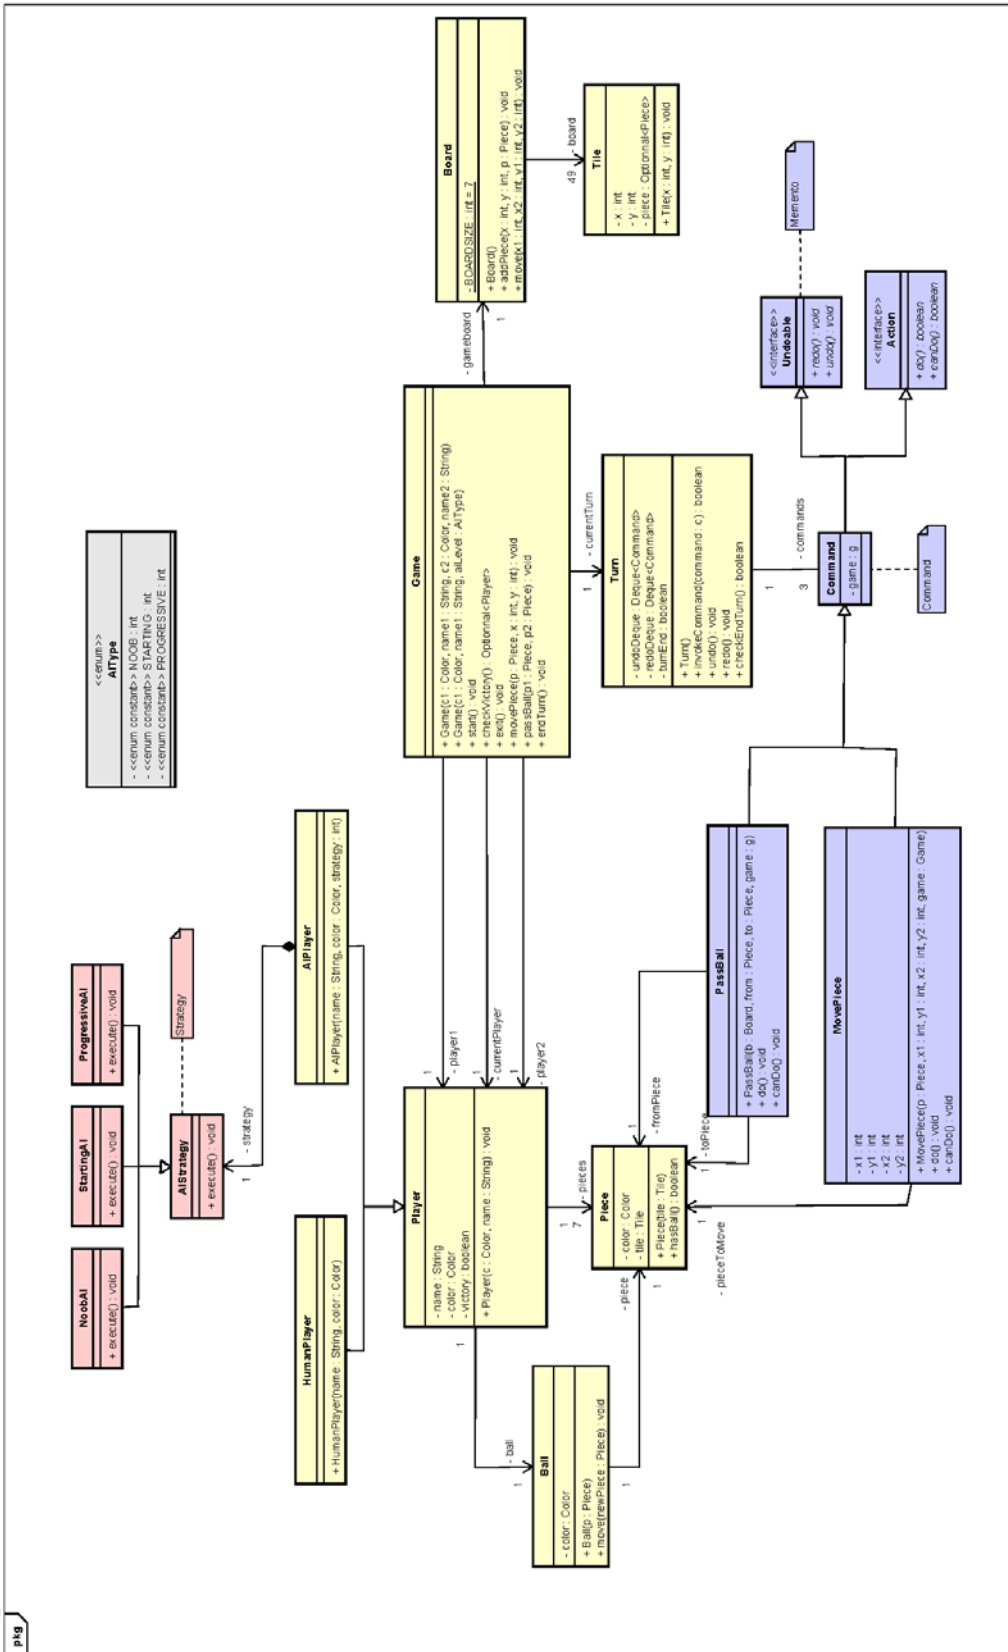 pkg
NoobAI
+ execute() : void
StartingAI
+ execute() : void
ProgressiveAI
+ execute() : void
AIStrategy
+ execute() : void
Strategy
- strategy
1
<<enum>>
AIType
- <<enum constant>> NOOB : int
- <<enum constant>> STARTING : int
- <<enum constant>> PROGRESSIVE : int
HumanPlayer
+ HumanPlayer(name : String, color : Color)
AIPlayer
+ AIPlayer(name : String, color : Color, strategy : int)
Player
- name : String
- color : Color
- victory : boolean
+ Player(c : Color, name : String) : void
1
- player1
1
- currentPlayer
1
- player2
Game
+ Game(c1 : Color, name1 : String, c2 : Color, name2 : String)
+ Game(c1 : Color, name1 : String, aiLevel : AIType)
+ start() : void
+ checkVictory() : Optionnal<Player>
+ exit() : void
+ movePiece(p : Piece, x : int, y : int) : void
+ passBall(p1 : Piece, p2 : Piece) : void
+ endTurn() : void
- gameboard
1
Board
- BOARDSIZE : int = 7
+ Board()
+ addPiece(x : int, y : int, p : Piece) : void
+ move(x1 : int, x2 : int, y1 : int, y2 : int) : void
49
- board
Tile
- x : int
- y : int
- piece : Optionnal<Piece>
+ Tile(x : int, y : int) : void
1
- ball
1
Ball
- color : Color
+ Ball(p : Piece)
+ move(newPiece : Piece) : void
1
- piece
1
1
7
- pieces
Piece
- color : Color
- tile : Tile
+ Piece(tile : Tile)
+ hasBall() : boolean
1
- fromPiece
1
- toPiece
1
- pieceToMove
1
- currentTurn
Turn
- undoDeque : Deque<Command>
- redoDeque : Deque<Command>
- turnEnd : boolean
+ Turn()
+ invokeCommand(command : c) : boolean
+ undo() : void
+ redo() : void
+ checkEndTurn() : boolean
1
3
- commands
PassBall
+ PassBall(b : Board, from : Piece, to : Piece, game : g)
+ do() : void
+ canDo() : void
MovePiece
- x1 : int
- y1 : int
- x2 : int
- y2 : int
+ MovePiece(p : Piece, x1 : int, y1 : int, x2 : int, y2 : int, game : Game)
+ do() : void
+ canDo() : void
Command
- game : g
Command
<<interface>>
Undoable
+ redo() : void
+ undo() : void
Memento
<<interface>>
Action
+ do() : boolean
+ canDo() : boolean